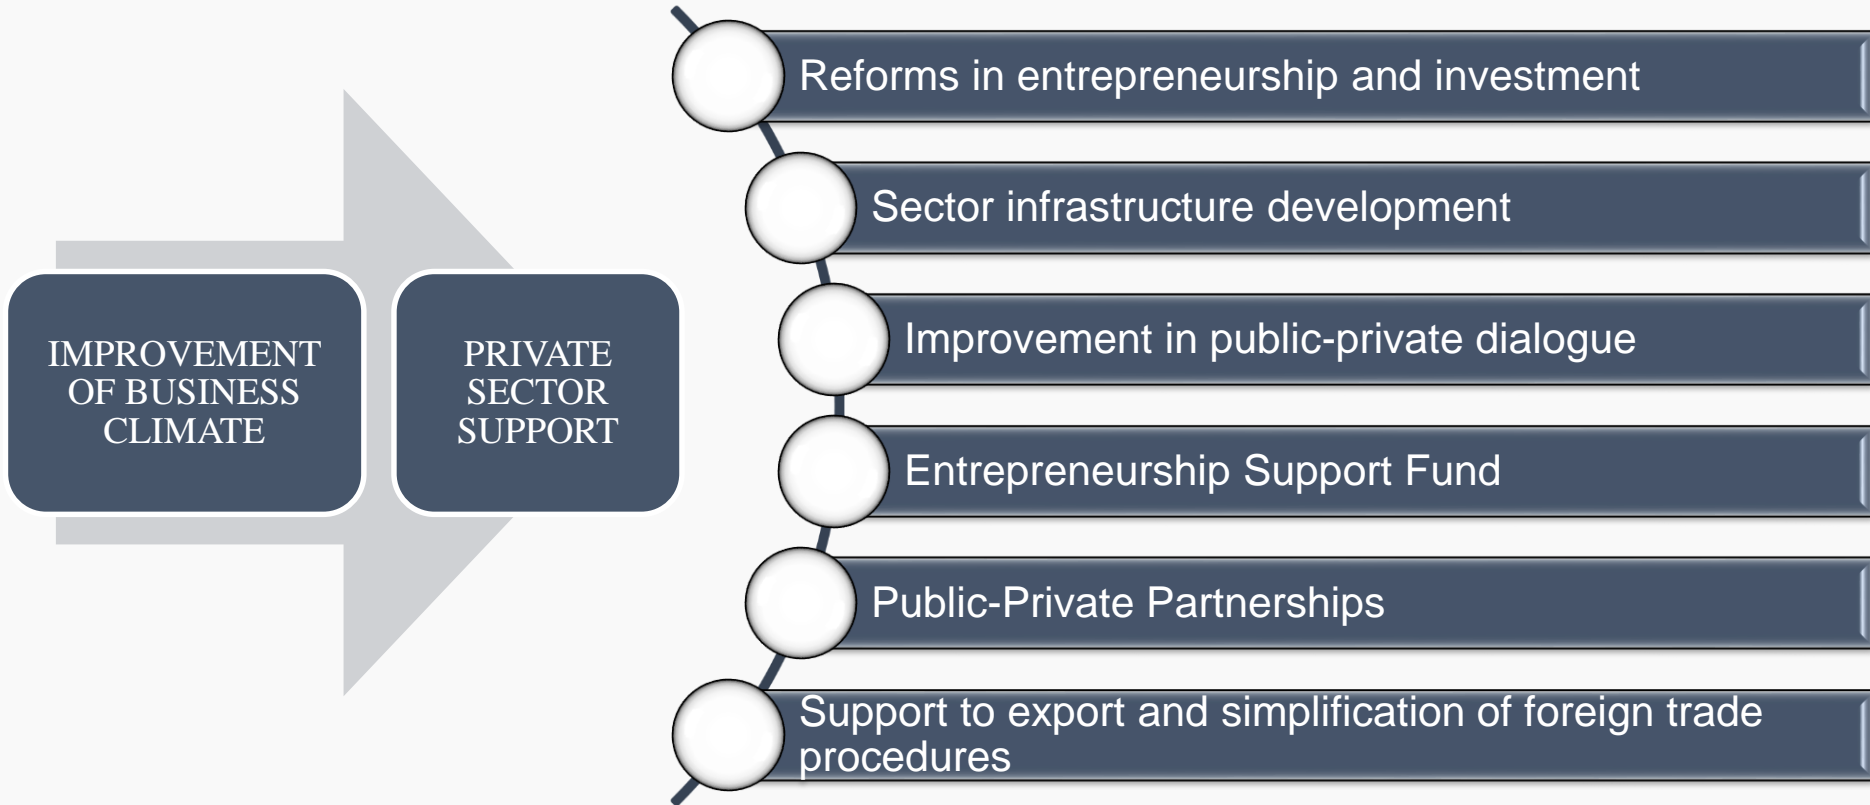 IMPROVEMENT
OF BUSINESS
CLIMATE
PRIVATE
SECTOR
SUPPORT
Reforms in entrepreneurship and investment
Sector infrastructure development
Improvement in public-private dialogue
Entrepreneurship Support Fund
Public-Private Partnerships
Support to export and simplification of foreign trade
procedures